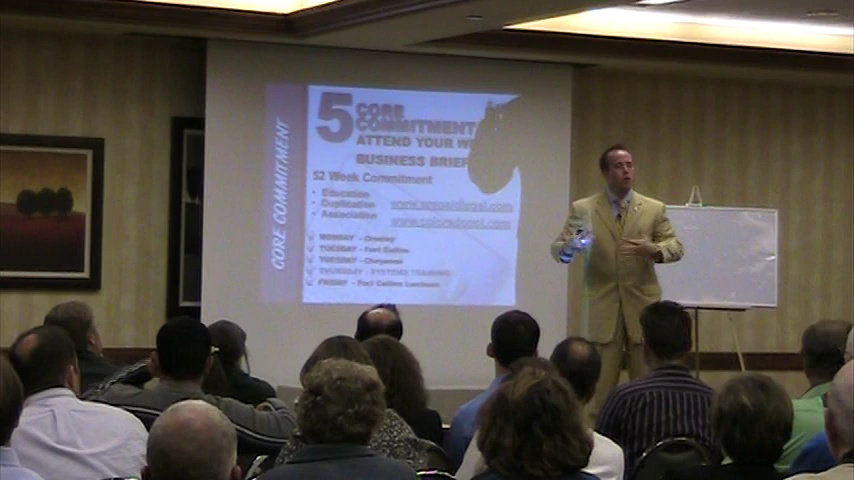 CORE COMMITMENT
5 CORE
COMMITMENT
ATTEND YOUR
BUSINESS BRIEF
52 Week Commitment
• Education
• Duplication
• Association
MONDAY - Greeley
TUESDAY - Fort Collins
TUESDAY - Cheyenne
THURSDAY - SYSTEMS TRAINING
FRIDAY - Fort Collins Luncheon